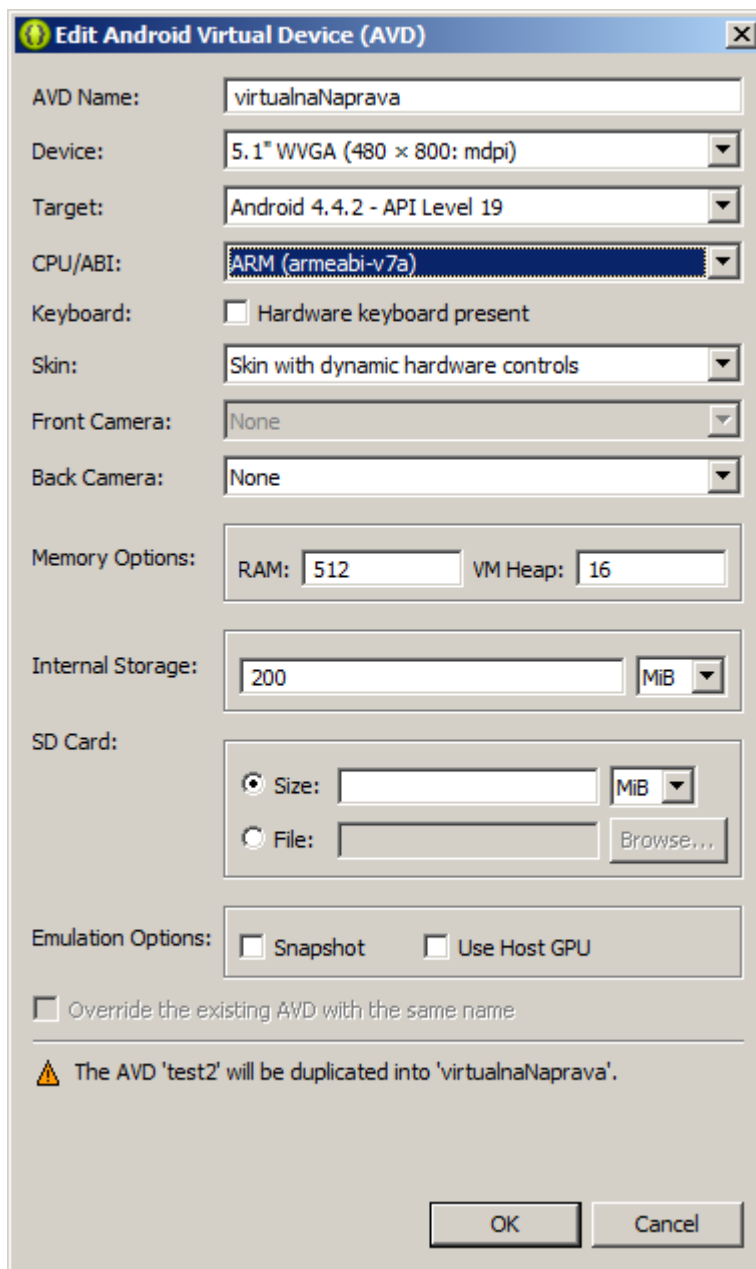 Edit Android Virtual Device (AVD)
AVD Name: virtualnaNaprava
Device: 5.1" WVGA (480 × 800: mdpi)
Target: Android 4.4.2 - API Level 19
CPU/ABI: ARM (armeabi-v7a)
Keyboard: Hardware keyboard present
Skin: Skin with dynamic hardware controls
Front Camera: None
Back Camera: None
Memory Options: RAM: 512 VM Heap: 16
Internal Storage: 200 MiB
SD Card:
Size: MiB
File: Browse...
Emulation Options: Snapshot Use Host GPU
Override the existing AVD with the same name
The AVD 'test2' will be duplicated into 'virtualnaNaprava'.
OK Cancel